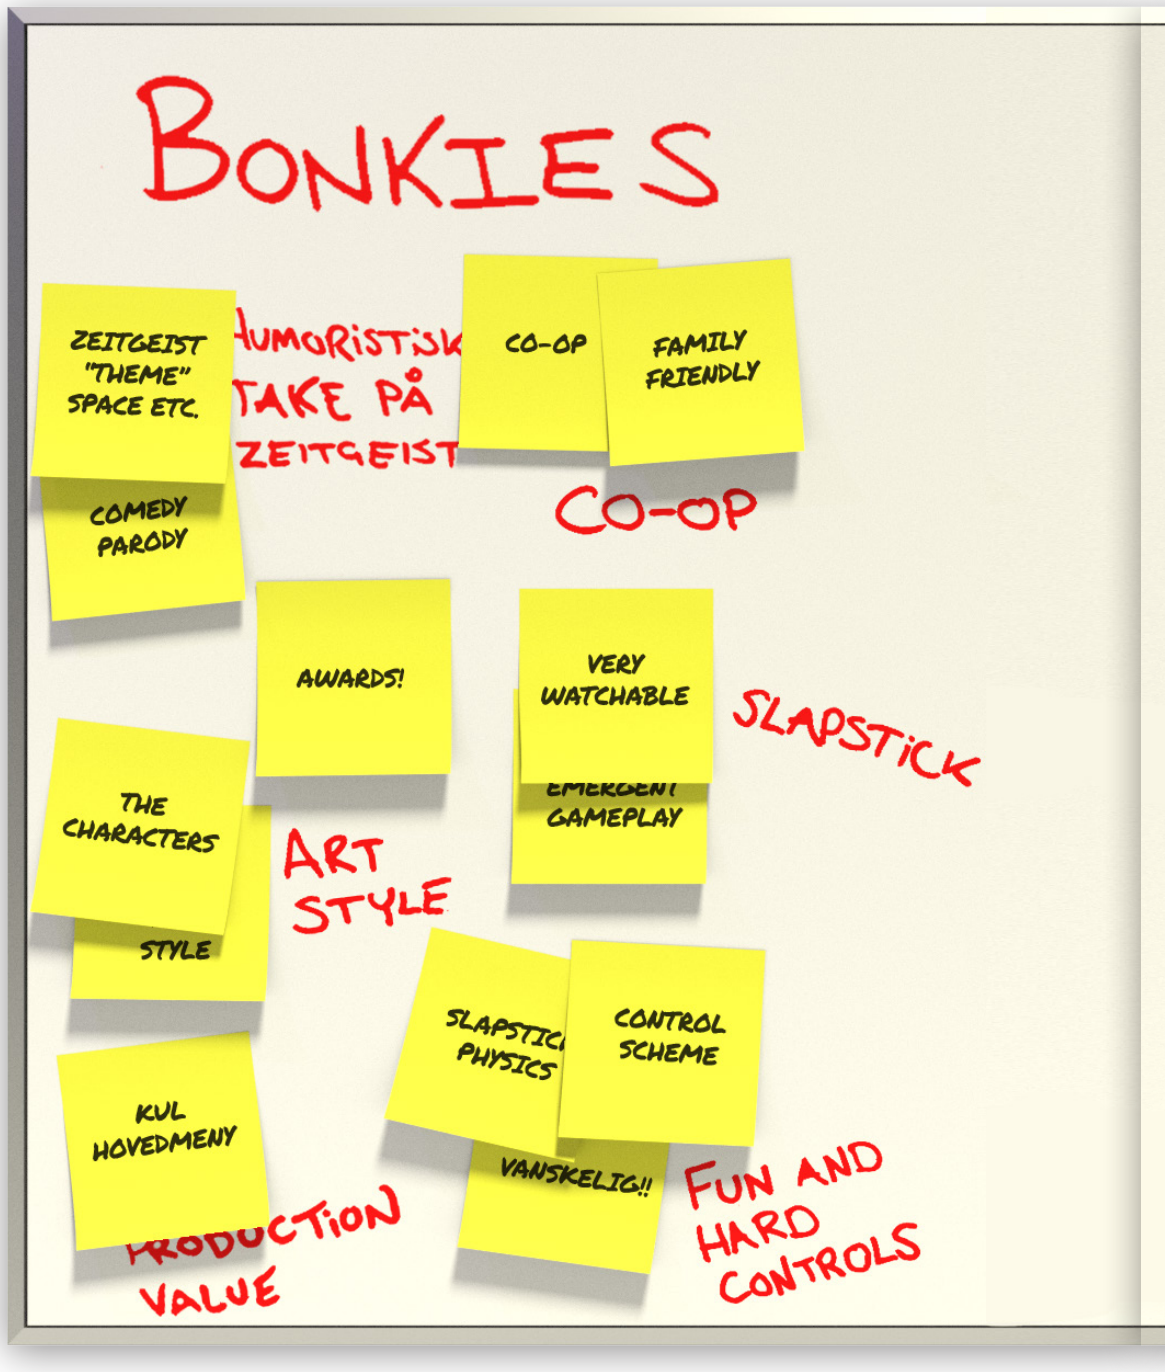 BONKIES
ZEITGEIST
"THEME"
SPACE ETC.
HUMORISTISK
TAKE PÅ
ZEITGEIST
COMEDY
PARODY
CO-OP
FAMILY
FRIENDLY
CO-OP
AWARDS!
VERY
WATCHABLE
EMERGENT
GAMEPLAY
SLAPSTICK
THE
CHARACTERS
STYLE
ART
STYLE
SLAPSTICK
PHYSICS
CONTROL
SCHEME
VANSKELIG!!
FUN AND
HARD
CONTROLS
KUL
HOVEDMENY
PRODUCTION
VALUE